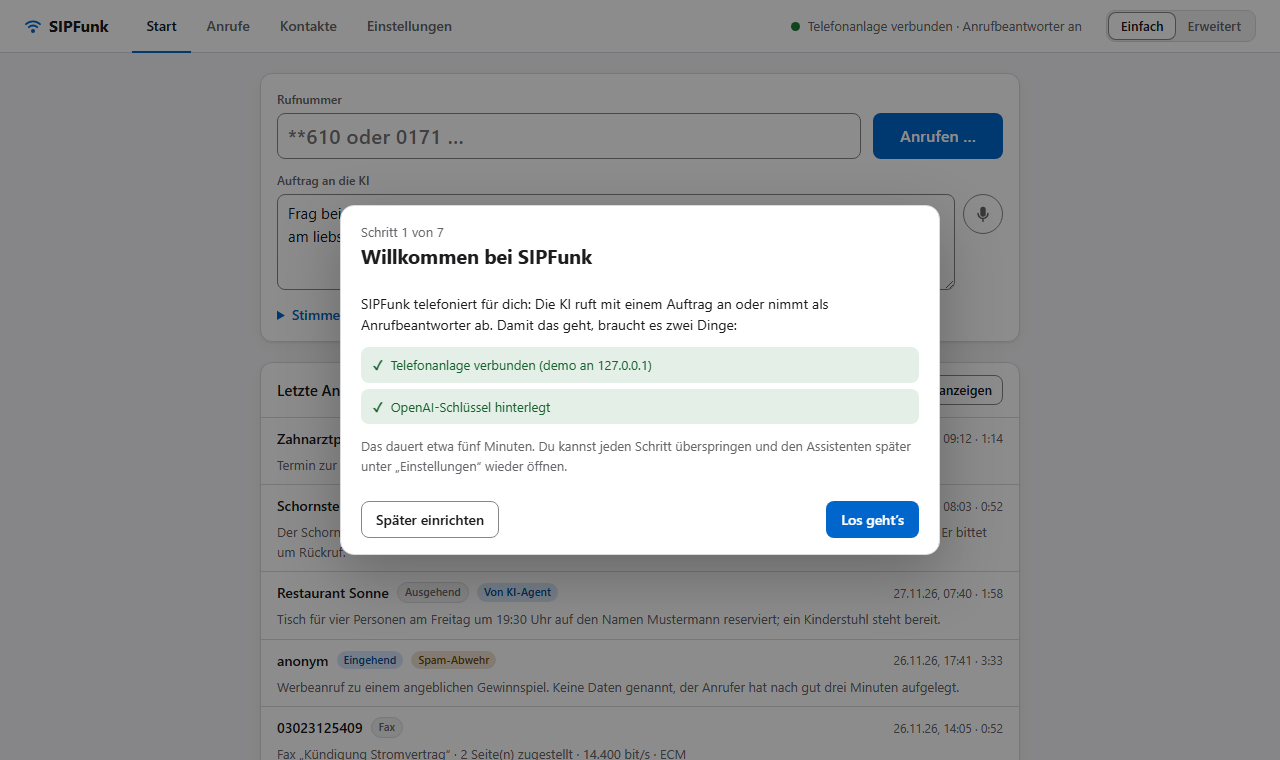 SIPFunk Start Anrufe Kontakte Einstellungen Telefonanlage verbunden · Anrufbeantworter an Einfach Erweitert
Rufnummer
**610 oder 0171 ... Anrufen ...
Auftrag an die KI
Frag bei
am liebs
Schritt 1 von 7
Willkommen bei SIPFunk
SIPFunk telefoniert für dich: Die KI ruft mit einem Auftrag an oder nimmt als
Anrufbeantworter ab. Damit das geht, braucht es zwei Dinge:
✓ Telefonanlage verbunden (demo an 127.0.0.1)
✓ OpenAI-Schlüssel hinterlegt
Das dauert etwa fünf Minuten. Du kannst jeden Schritt überspringen und den Assistenten später
unter „Einstellungen“ wieder öffnen.
Später einrichten Los geht's
Stimme
Letzte An anzeigen
Zahnarztp 09:12 · 1:14
Termin zur
Schornste 08:03 · 0:52
Der Schorn Er bittet
um Rückruf.
Restaurant Sonne Ausgehend Von KI-Agent 27.11.26, 07:40 · 1:58
Tisch für vier Personen am Freitag um 19:30 Uhr auf den Namen Mustermann reserviert; ein Kinderstuhl steht bereit.
anonym Eingehend Spam-Abwehr 26.11.26, 17:41 · 3:33
Werbeanruf zu einem angeblichen Gewinnspiel. Keine Daten genannt, der Anrufer hat nach gut drei Minuten aufgelegt.
03023125409 Fax 26.11.26, 14:05 · 0:52
Fax „Kündigung Stromvertrag“ · 2 Seite(n) zugestellt · 14.400 bit/s · ECM